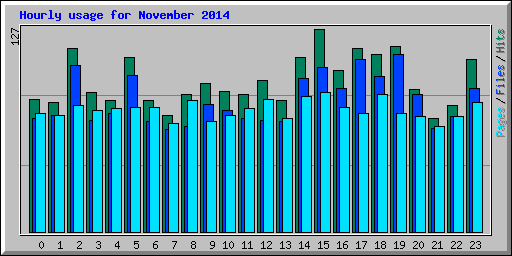 Hourly usage for November 2014
127
Pages/Files/Hits
0 1 2 3 4 5 6 7 8 9 10 11 12 13 14 15 16 17 18 19 20 21 22 23